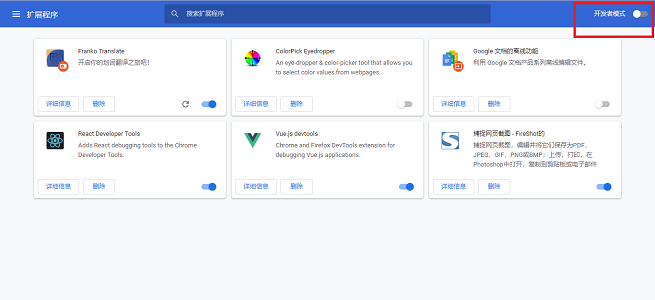 扩展程序
搜索扩展程序
开发者模式
Franko Translate
开启你的划词翻译之旅吧!
详细信息
删除
ColorPick Eyedropper
An eye-dropper & color-picker tool that allows you
to select color values from webpages.
详细信息
删除
Google 文档的离线功能
利用 Google 文档产品系列离线编辑文件。
详细信息
删除
React Developer Tools
Adds React debugging tools to the Chrome
Developer Tools.
详细信息
删除
Vue.js devtools
Chrome and Firefox DevTools extension for
debugging Vue.js applications.
详细信息
删除
捕捉网页截图 - FireShot的
捕捉网页截图，编辑并将它们保存为PDF，
JPEG，GIF，PNG或BMP；上传，打印，在
Photoshop中打开，复制到剪贴板或电子邮件
详细信息
删除